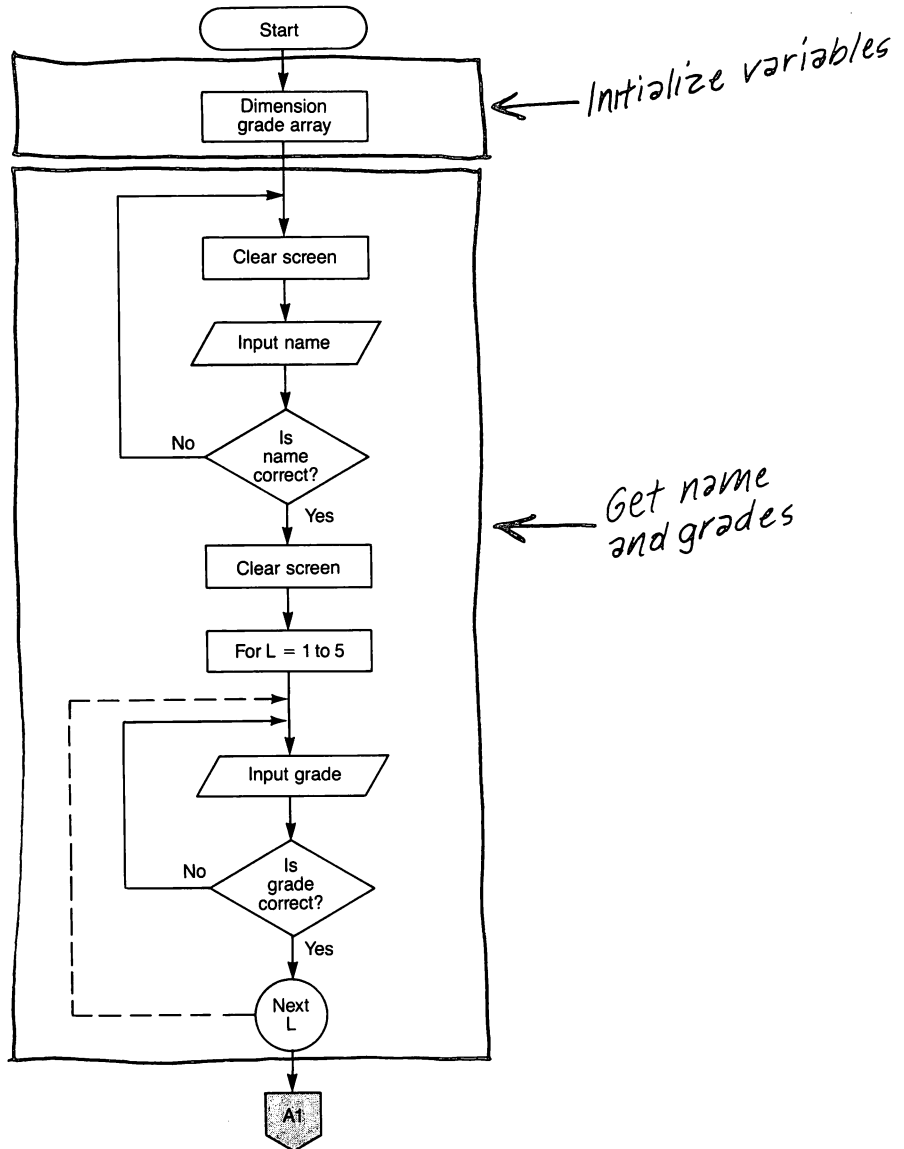 Start
Initialize variables
Dimension
grade array
Clear screen
Input name
Is
name
correct?
No
Yes
Get name
and grades
Clear screen
For L = 1 to 5
Input grade
Is
grade
correct?
No
Yes
Next
L
A1